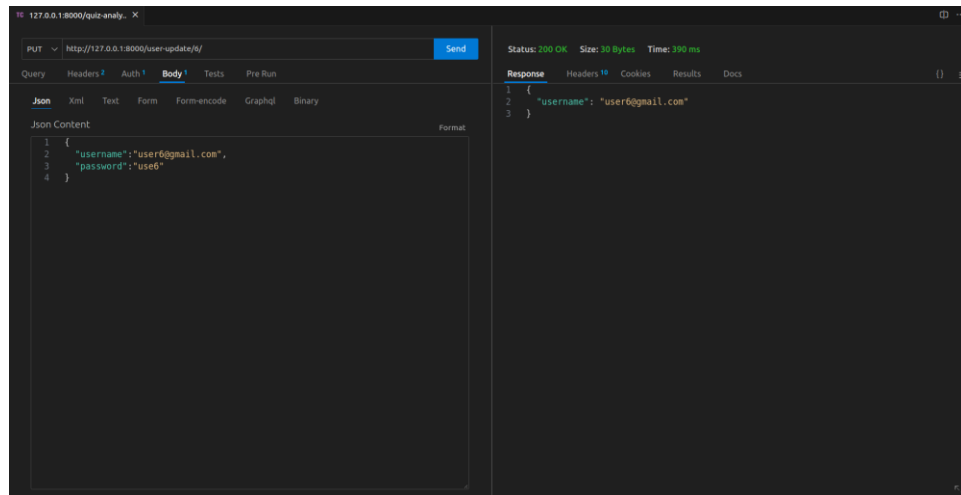 TC 127.0.0.1:8000/quiz-analy.. ×
PUT http://127.0.0.1:8000/user-update/6/ Send
Query Headers 2 Auth 1 Body 1 Tests Pre Run
Json Xml Text Form Form-encode Graphql Binary
Json Content
Format
1 {
2 "username":"user6@gmail.com",
3 "password":"use6"
4 }
Status: 200 OK Size: 30 Bytes Time: 390 ms
Response Headers 10 Cookies Results Docs {}
1 {
2 "username": "user6@gmail.com"
3 }